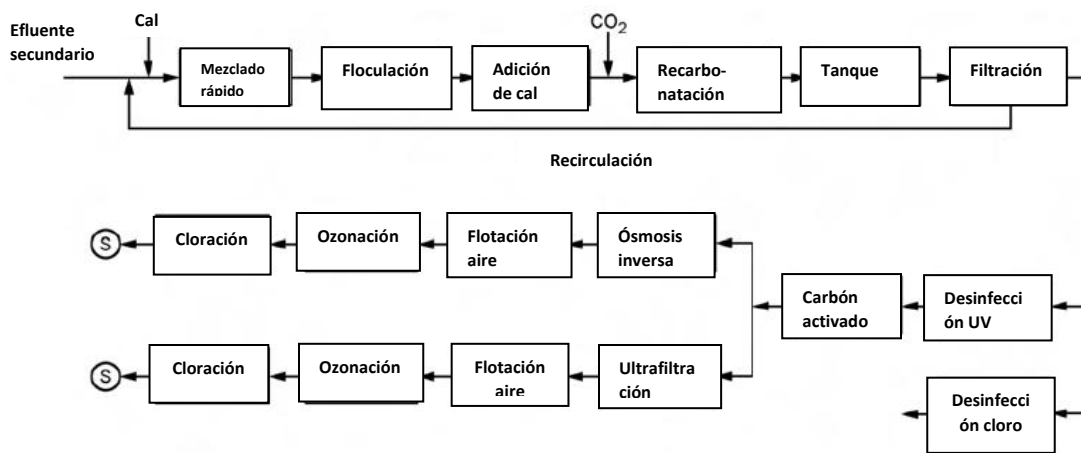 Efluente
secundario
Cal
CO2
Mezclado
rápido
Floculación
Adición
de cal
Recarbo-
natación
Tanque
Filtración
Recirculación
S
Cloración
Ozonación
Flotación
aire
Ósmosis
inversa
Carbón
activado
Desinfecci
ón UV
S
Cloración
Ozonación
Flotación
aire
Ultrafiltra
ción
Desinfecci
ón cloro